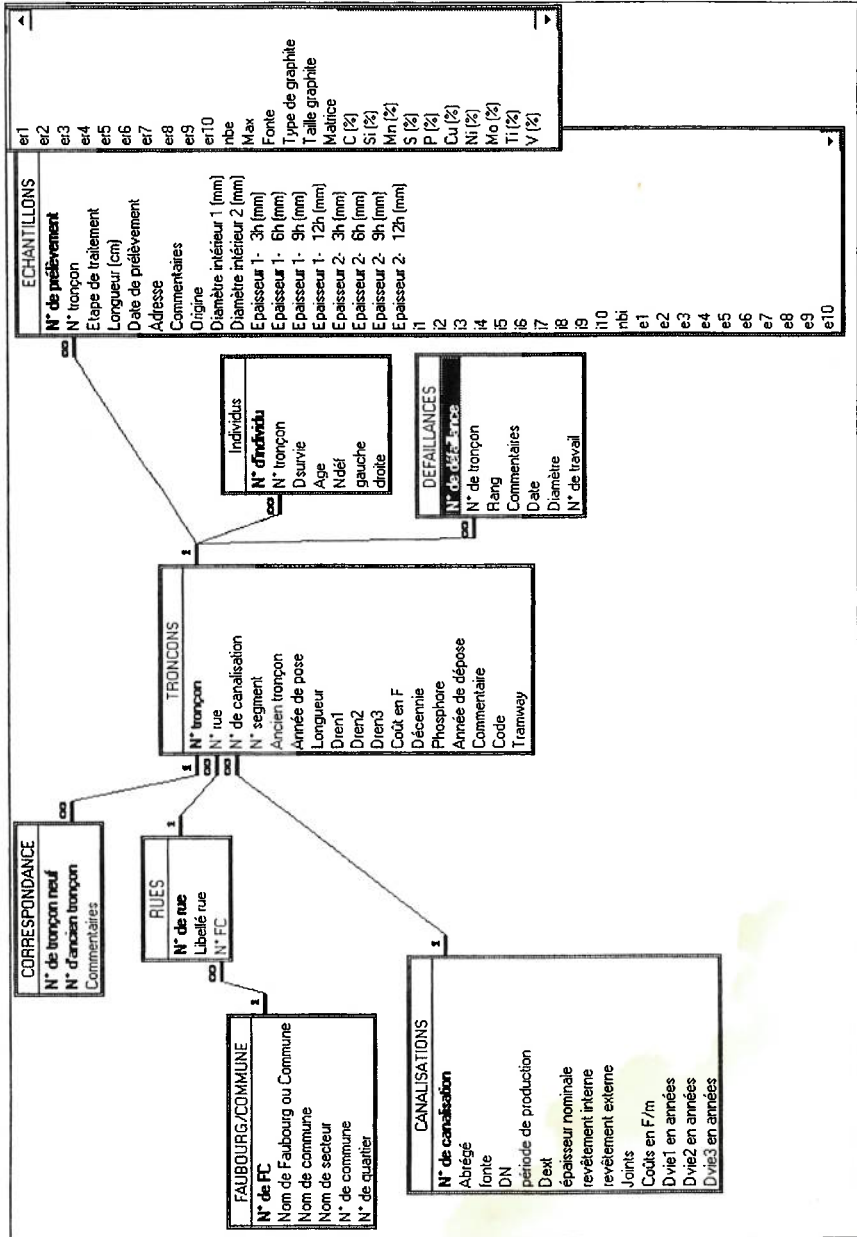 CORRESPONDANCE
N° de tronçon neuf
N° d'ancien tronçon
Commentaires
RUES
N° de rue
Libellé rue
N° FC
FAUBOURG/COMMUNE
N° de FC
Nom de Faubourg ou Commune
Nom de commune
Nom de secteur
N° de commune
N° de quartier
CANALISATIONS
N° de canalisation
Abrégé
fonte
DN
période de production
Dext
épaisseur nominale
revêtement interne
revêtement externe
Joints
Coûts en F/m
Dvie1 en années
Dvie2 en années
Dvie3 en années
TRONCONS
N° tronçon
N° rue
N° de canalisation
N° segment
Ancien tronçon
Année de pose
Longueur
Dren1
Dren2
Dren3
Coût en F
Décennie
Phosphore
Année de dépose
Commentaire
Code
Tramway
Individus
N° d'individu
N° tronçon
Dsurvie
Age
Ndéf
gauche
droite
DEFAILLANCES
N° de défaillance
N° de tronçon
Rang
Commentaires
Date
Diamètre
N° de travail
ECHANTILLONS
N° de prélèvement
N° tronçon
Etape de traitement
Longueur (cm)
Date de prélèvement
Adresse
Commentaires
Origine
Diamètre intérieur 1 (mm)
Diamètre intérieur 2 (mm)
Epaisseur 1- 3h (mm)
Epaisseur 1- 6h (mm)
Epaisseur 1- 9h (mm)
Epaisseur 1- 12h (mm)
Epaisseur 2- 3h (mm)
Epaisseur 2- 6h (mm)
Epaisseur 2- 9h (mm)
Epaisseur 2- 12h (mm)
i1
i2
i3
i4
i5
i6
i7
i8
i9
i10
nbi
e1
e2
e3
e4
e5
e6
e7
e8
e9
e10
er1
er2
er3
er4
er5
er6
er7
er8
er9
er10
nbe
Max
Fonte
Type de graphite
Taille graphite
Matrice
C (%)
Si (%)
Mn (%)
S (%)
P (%)
Cu (%)
Ni (%)
Mo (%)
Ti (%)
V (%)
1
∞
1
∞
1
∞
1
∞
1
∞
∞
∞